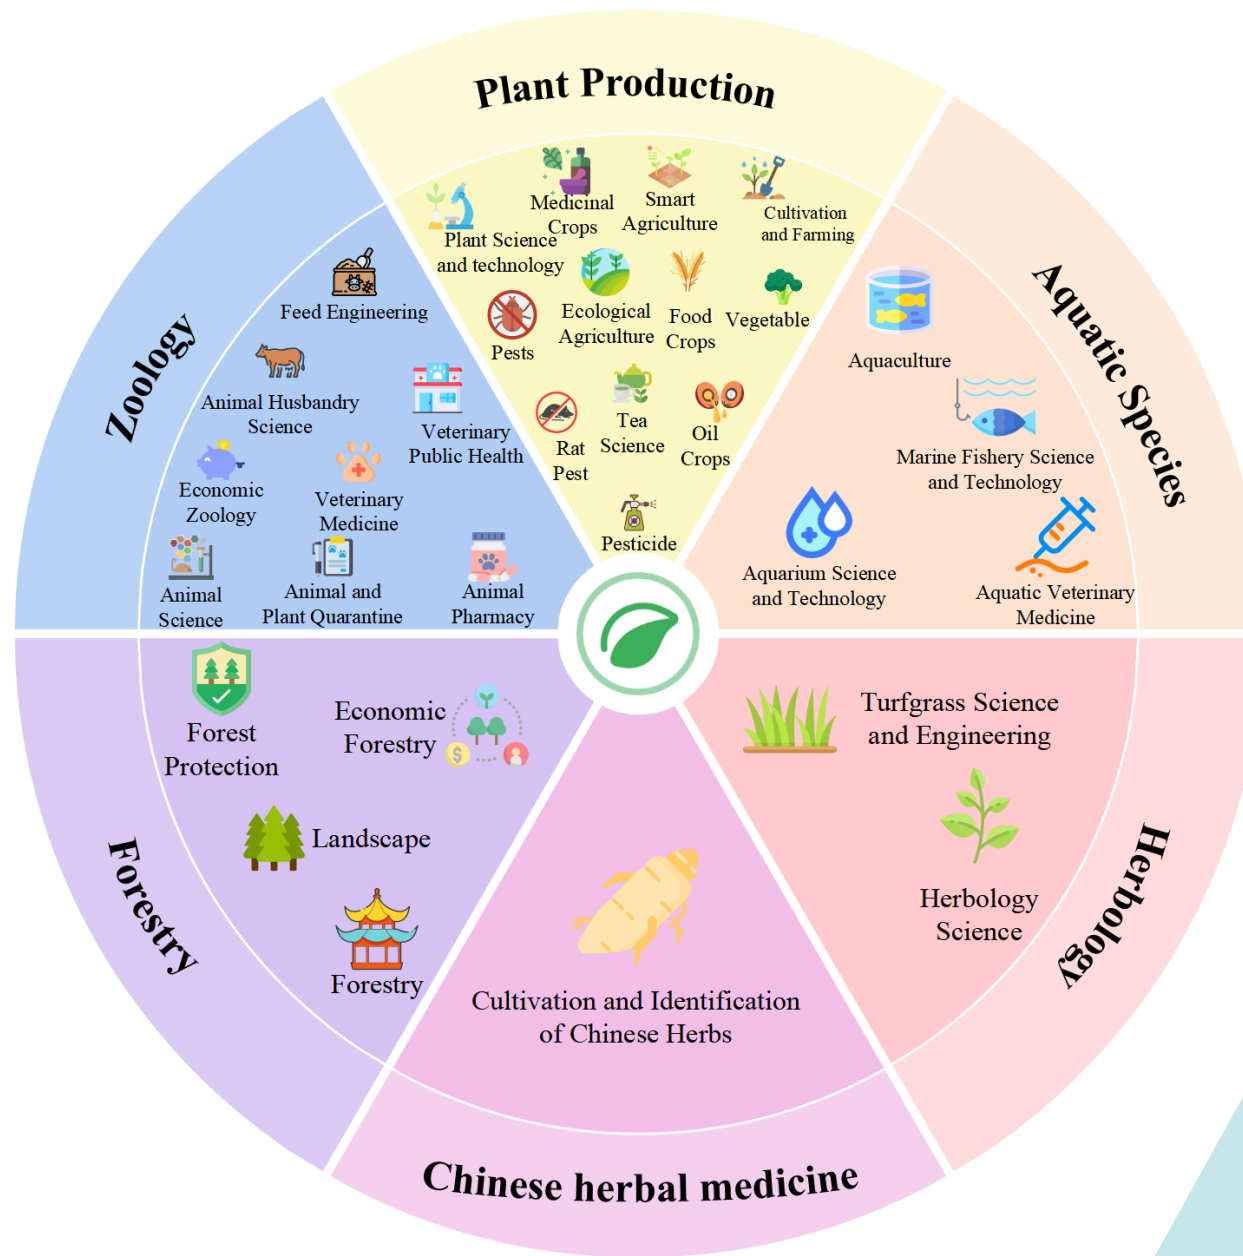 Plant Production
Medicinal
Crops
Smart
Agriculture
Cultivation
and Farming
Plant Science
and technology
Ecological
Agriculture
Food
Crops
Vegetable
Pests
Rat
Pest
Tea
Science
Oil
Crops
Pesticide
Aquatic Species
Aquaculture
Marine Fishery Science
and Technology
Aquarium Science
and Technology
Aquatic Veterinary
Medicine
Herbology
Turfgrass Science
and Engineering
Herbology
Science
Chinese herbal medicine
Cultivation and Identification
of Chinese Herbs
Forestry
Forest
Protection
Economic
Forestry
Landscape
Forestry
Zoology
Feed Engineering
Animal Husbandry
Science
Veterinary
Public Health
Economic
Zoology
Veterinary
Medicine
Animal
Science
Animal and
Plant Quarantine
Animal
Pharmacy